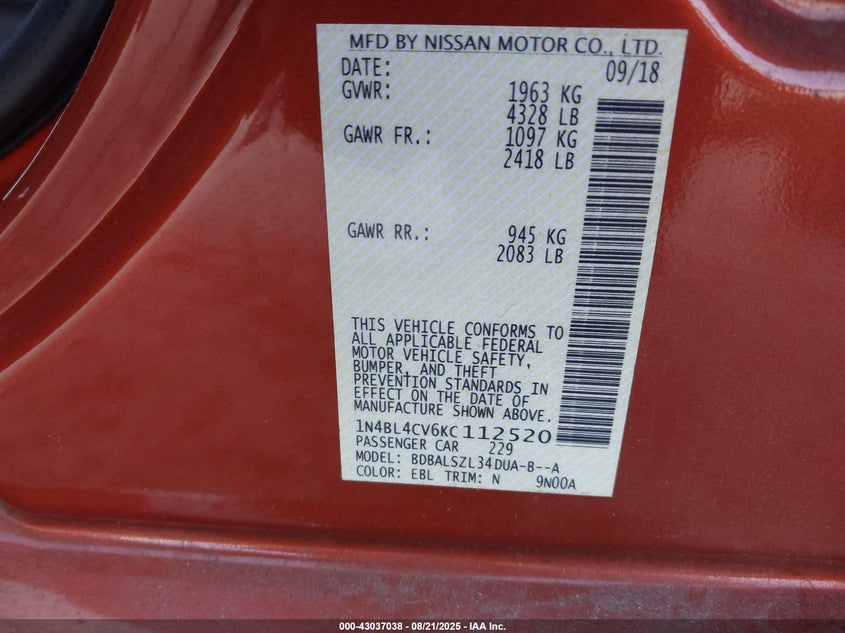 MFD BY NISSAN MOTOR CO., LTD.
DATE: 09/18
GVWR: 1963 KG
4328 LB
GAWR FR.: 1097 KG
2418 LB
GAWR RR.: 945 KG
2083 LB
THIS VEHICLE CONFORMS TO
ALL APPLICABLE FEDERAL
MOTOR VEHICLE SAFETY,
BUMPER, AND THEFT
PREVENTION STANDARDS IN
EFFECT ON THE DATE OF
MANUFACTURE SHOWN ABOVE.
1N4BL4CV6KC112520
PASSENGER CAR 229
MODEL: BDBALSZL34DUA-B--A
COLOR: EBL TRIM: N 9N00A
000-43037038 - 08/21/2025 - IAA Inc.